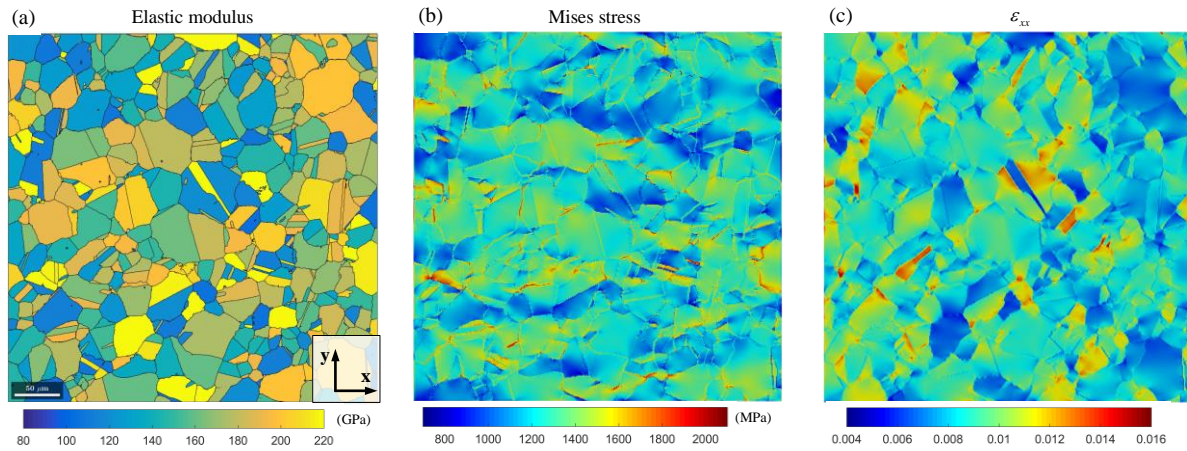 (a) Elastic modulus
(b) Mises stress
(c) εxx
50 μm
y
x
80 100 120 140 160 180 200 220 (GPa)
800 1000 1200 1400 1600 1800 2000 (MPa)
0.004 0.006 0.008 0.01 0.012 0.014 0.016